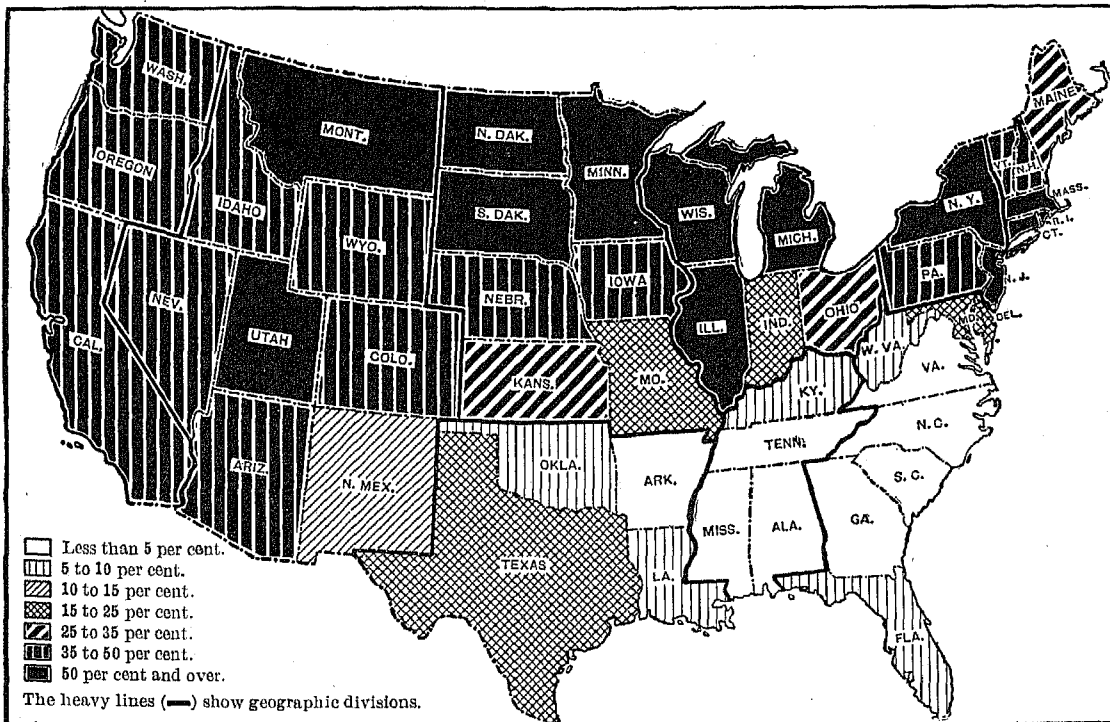 WASH.
MONT.
N. DAK.
MINN.
MAINE
OREGON
IDAHO
S. DAK.
WIS.
MICH.
VT.
N.H.
N. Y.
MASS.
R. I.
CT.
WYO.
NEBR.
IOWA
PA.
N. J.
NEV.
UTAH
COLO.
ILL.
IND.
OHIO
DEL.
CAL.
KANS.
MO.
W. VA.
VA.
KY.
ARIZ.
N. MEX.
OKLA.
ARK.
TENN.
N. C.
S. C.
MISS.
ALA.
GA.
TEXAS
LA.
FLA.
Less than 5 per cent.
5 to 10 per cent.
10 to 15 per cent.
15 to 25 per cent.
25 to 35 per cent.
35 to 50 per cent.
50 per cent and over.
The heavy lines (▬) show geographic divisions.